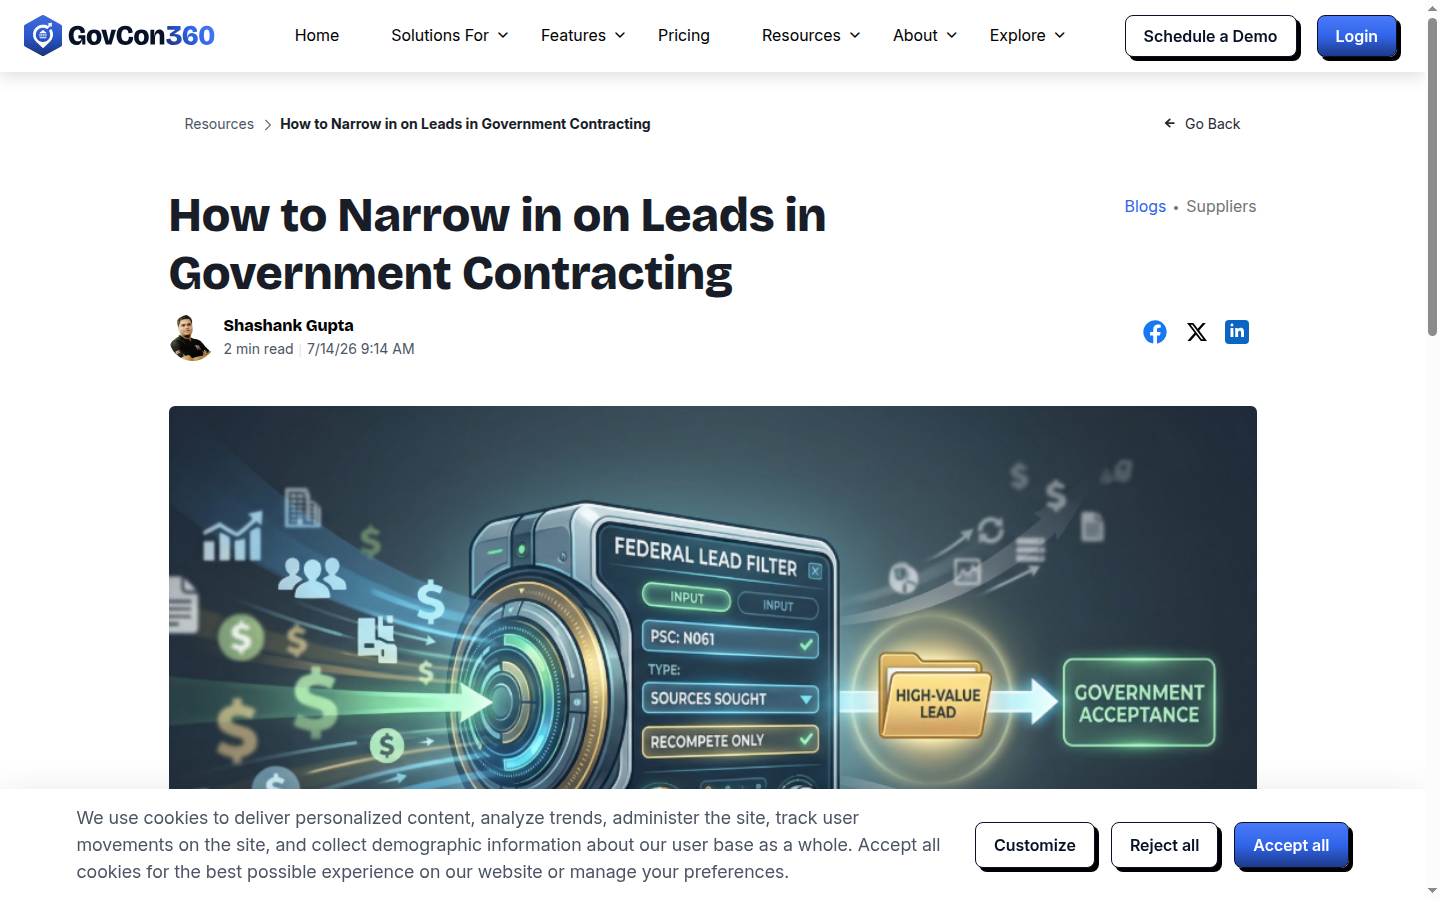 GovCon360
Home
Solutions For
Features
Pricing
Resources
About
Explore
Schedule a Demo
Login
Resources
How to Narrow in on Leads in Government Contracting
Go Back
How to Narrow in on Leads in
Government Contracting
Blogs • Suppliers
Shashank Gupta
2 min read | 7/14/26 9:14 AM
FEDERAL LEAD FILTER
INPUT
INPUT
PSC: N061
TYPE:
SOURCES SOUGHT
RECOMPETE ONLY
HIGH-VALUE
LEAD
GOVERNMENT
ACCEPTANCE
We use cookies to deliver personalized content, analyze trends, administer the site, track user
movements on the site, and collect demographic information about our user base as a whole. Accept all
cookies for the best possible experience on our website or manage your preferences.
Customize
Reject all
Accept all